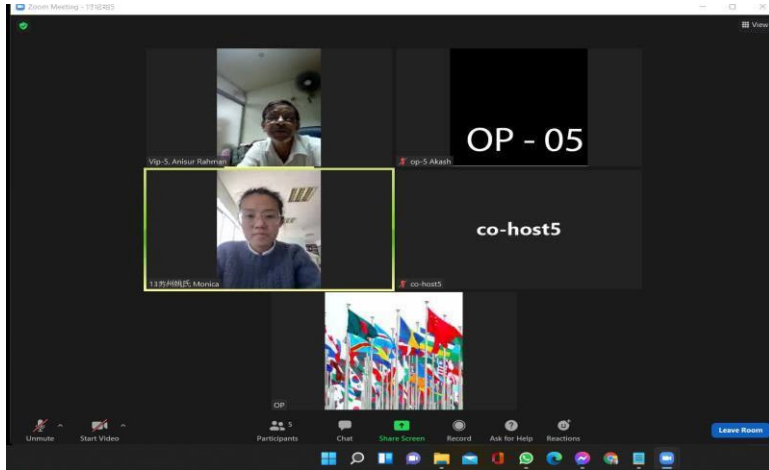 Zoom Meeting -
View
Vip-5, Anisur Rahman
OP - 05
op-5 Akash
Monica
co-host5
co-host5
OP
5
Unmute
Start Video
Participants
Chat
Share Screen
Record
Ask for Help
Reactions
Leave Room